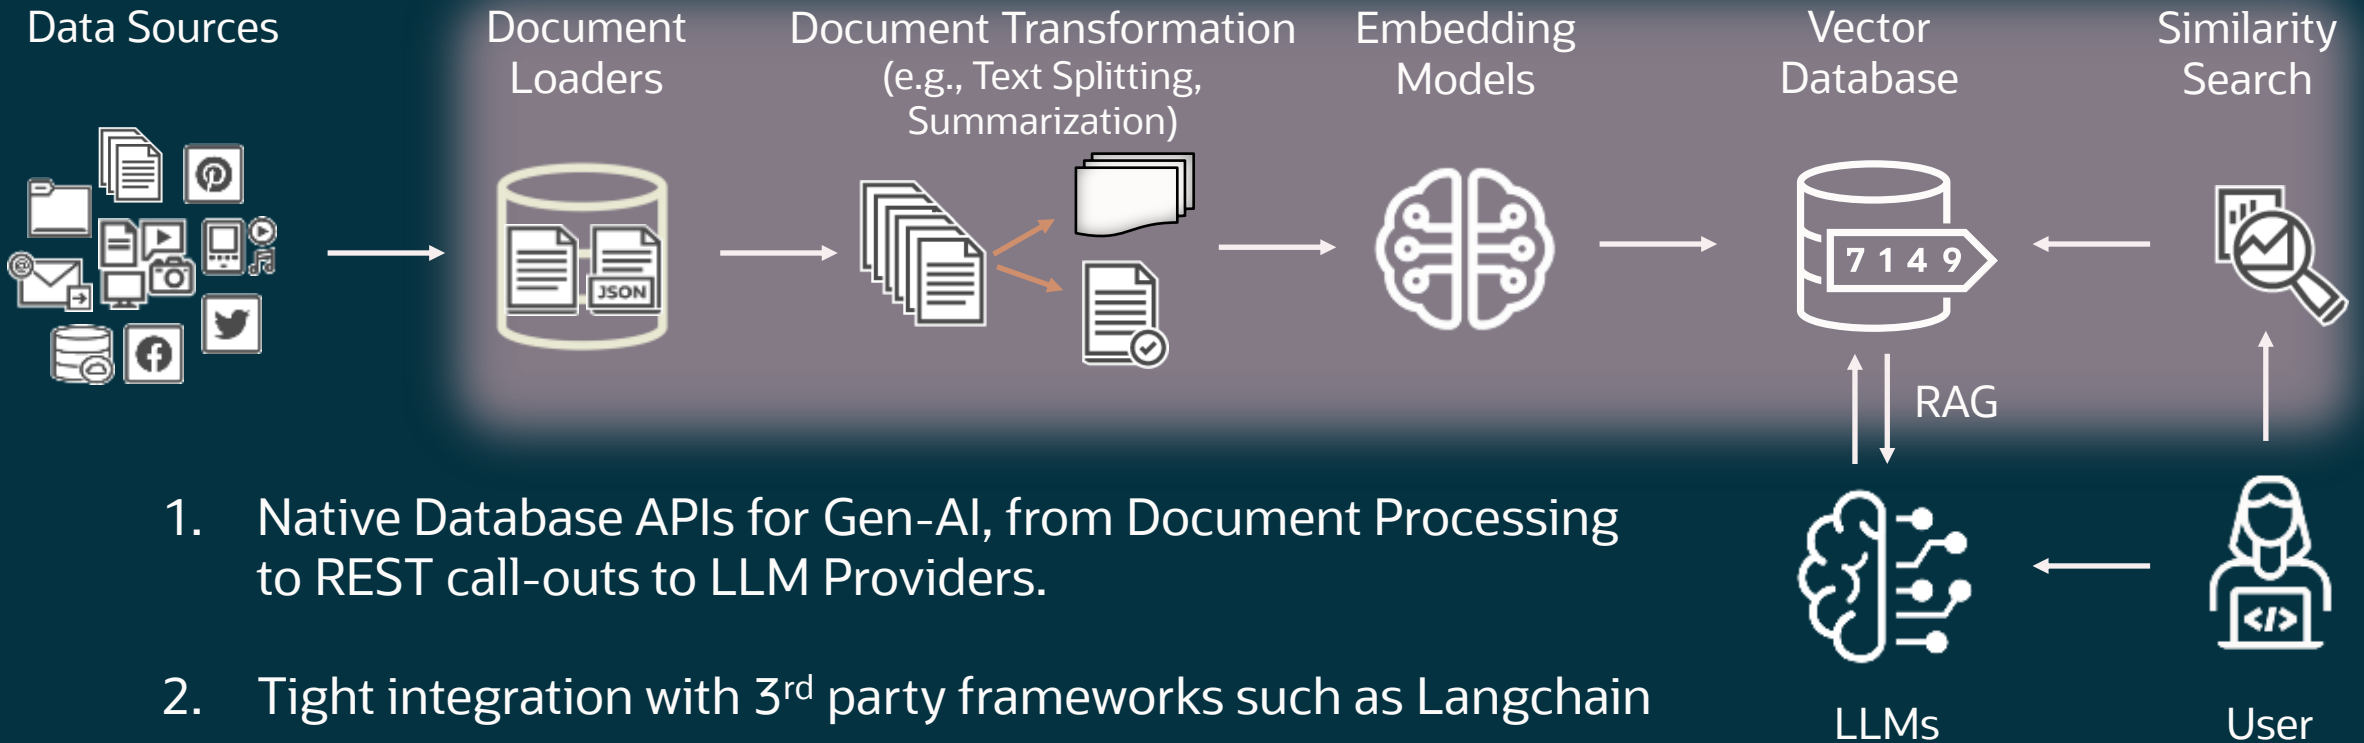 Data Sources
Document
Loaders
Document Transformation
(e.g., Text Splitting,
Summarization)
Embedding
Models
Vector
Database
Similarity
Search
@
JSON
7 1 4 9
RAG
1. Native Database APIs for Gen-AI, from Document Processing
to REST call-outs to LLM Providers.
2. Tight integration with 3rd party frameworks such as Langchain
</>
LLMs
User